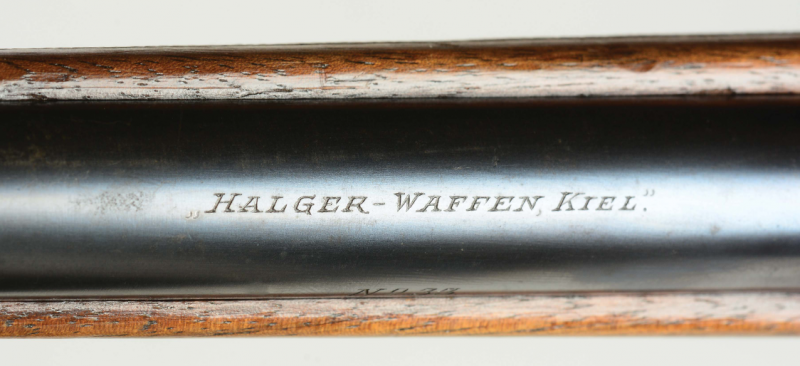 „HALGER-WAFFEN, KIEL.”